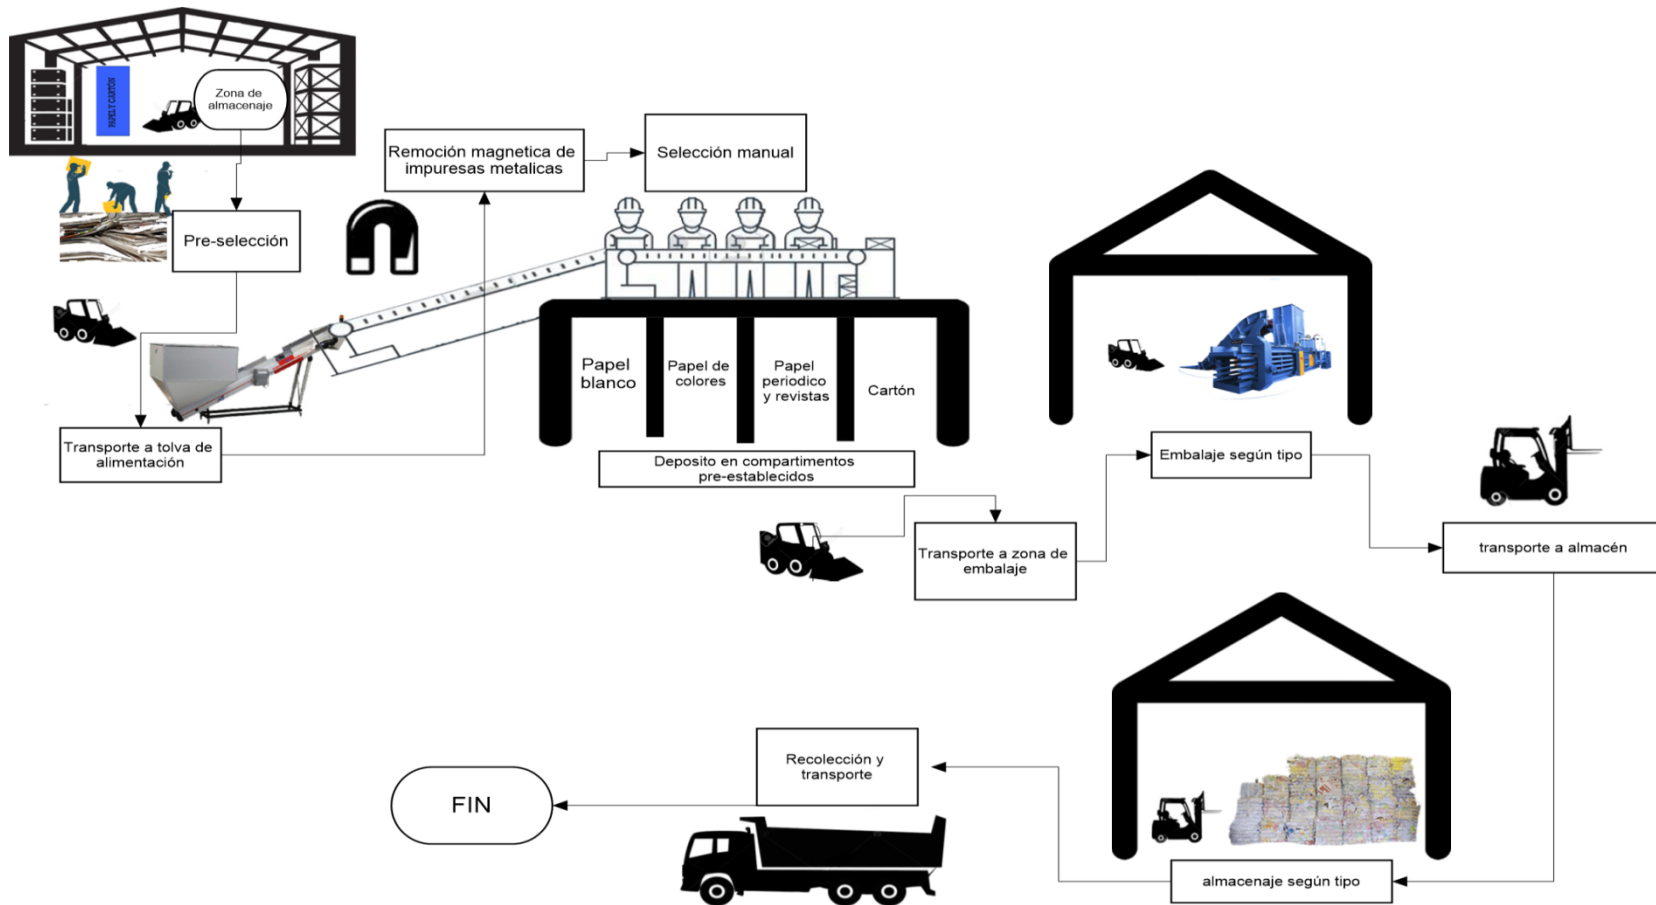 PAPEL Y CARTÓN
Zona de
almacenaje
Pre-selección
Transporte a tolva de
alimentación
Remoción magnetica de
impuresas metalicas
Selección manual
Papel
blanco
Papel de
colores
Papel
periodico
y revistas
Cartón
Deposito en compartimentos
pre-establecidos
Transporte a zona de
embalaje
Embalaje según tipo
transporte a almacén
almacenaje según tipo
Recolección y
transporte
FIN